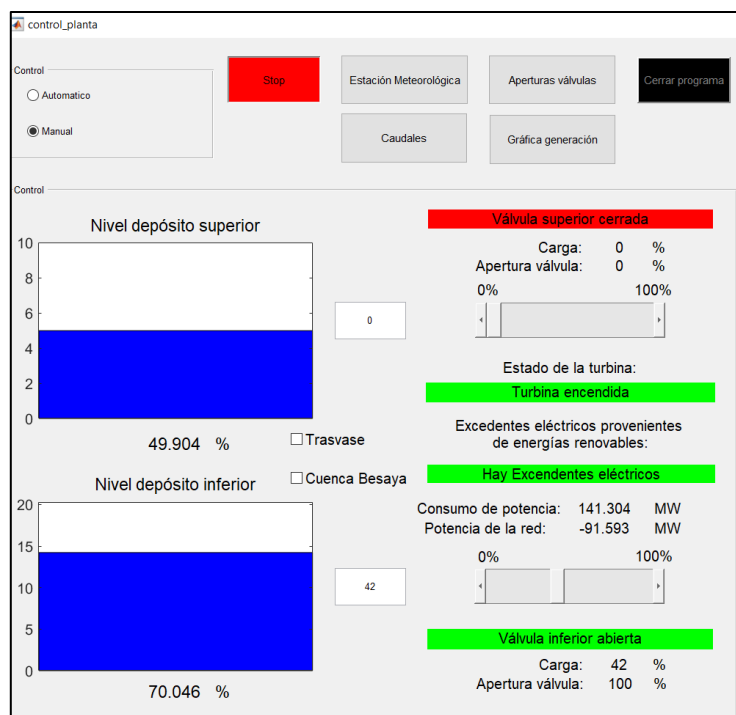 control_planta
Control
Automatico
Manual
Stop
Estación Meteorológica
Aperturas válvulas
Cerrar programa
Caudales
Gráfica generación
Control
Nivel depósito superior
10
8
6
4
2
0
49.904 %
0
Trasvase
Cuenca Besaya
Nivel depósito inferior
20
15
10
5
0
70.046 %
42
Válvula superior cerrada
Carga: 0 %
Apertura válvula: 0 %
0% 100%
Estado de la turbina:
Turbina encendida
Excedentes eléctricos provenientes
de energías renovables:
Hay Excendentes eléctricos
Consumo de potencia: 141.304 MW
Potencia de la red: -91.593 MW
0% 100%
Válvula inferior abierta
Carga: 42 %
Apertura válvula: 100 %